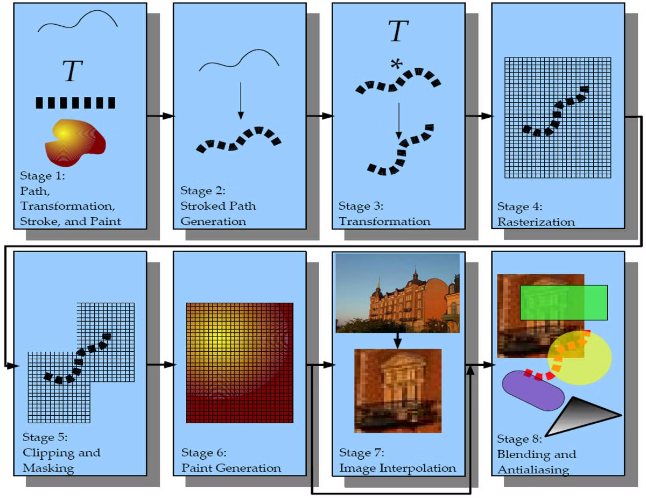 T
Stage 1:
Path,
Transformation,
Stroke, and Paint
Stage 2:
Stroked Path
Generation
T
*
Stage 3:
Transformation
Stage 4:
Rasterization
Stage 5:
Clipping and
Masking
Stage 6:
Paint Generation
Stage 7:
Image Interpolation
Stage 8:
Blending and
Antialiasing